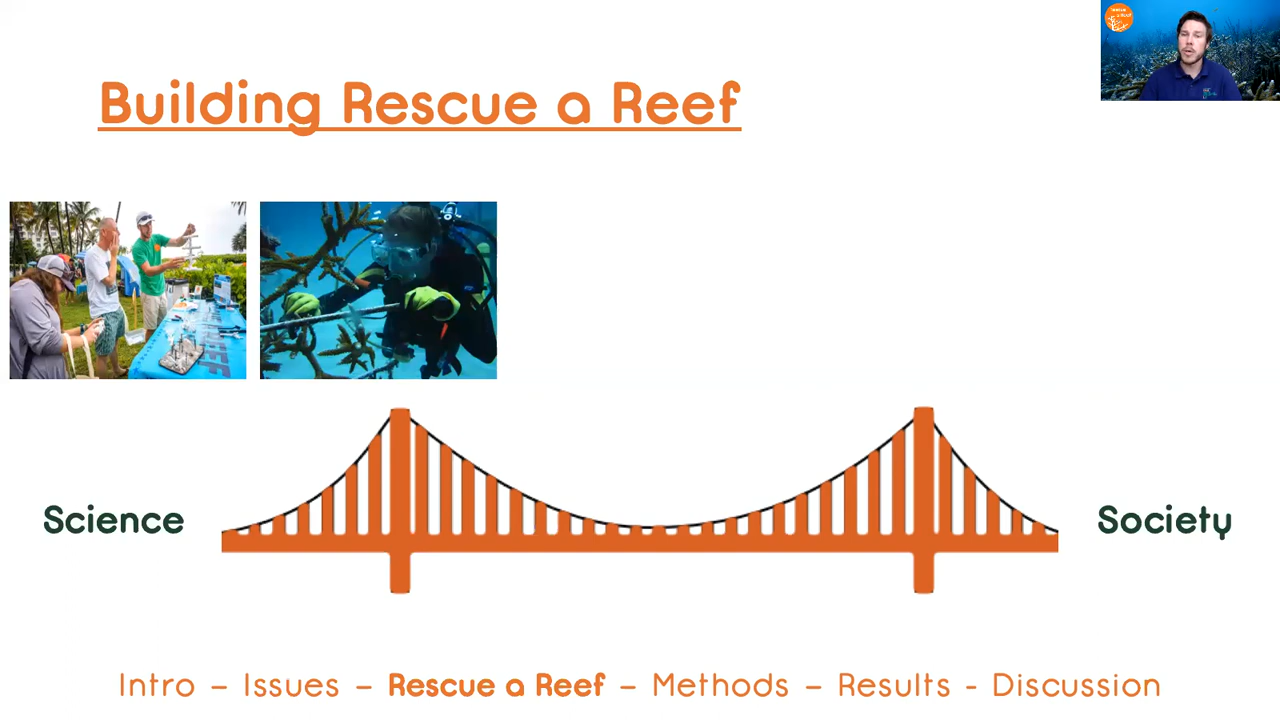 Building Rescue a Reef
Science
Society
Intro – Issues – Rescue a Reef – Methods – Results - Discussion